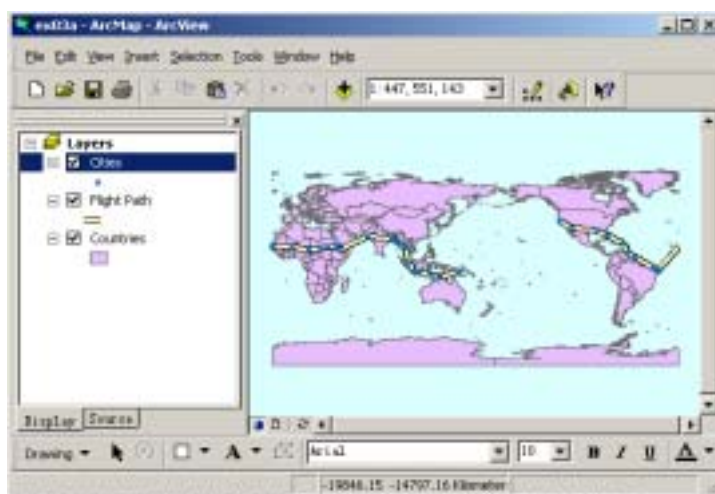 ex03a - ArcMap - ArcView
File Edit View Insert Selection Tools Window Help
1:447,551,143
Layers
Cities
Flight Path
Countries
Display Source
Drawing A Arial 10 B I U A
-19846.15 -14797.16 Kilometer